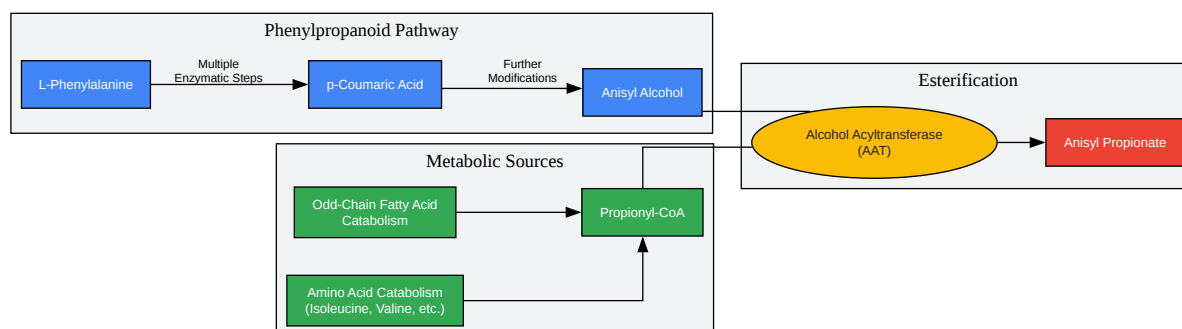 Phenylpropanoid Pathway
L-Phenylalanine
Multiple
Enzymatic Steps
p-Coumaric Acid
Further
Modifications
Anisyl Alcohol
Esterification
Alcohol Acyltransferase
(AAT)
Anisyl Propionate
Metabolic Sources
Odd-Chain Fatty Acid
Catabolism
Propionyl-CoA
Amino Acid Catabolism
(Isoleucine, Valine, etc.)